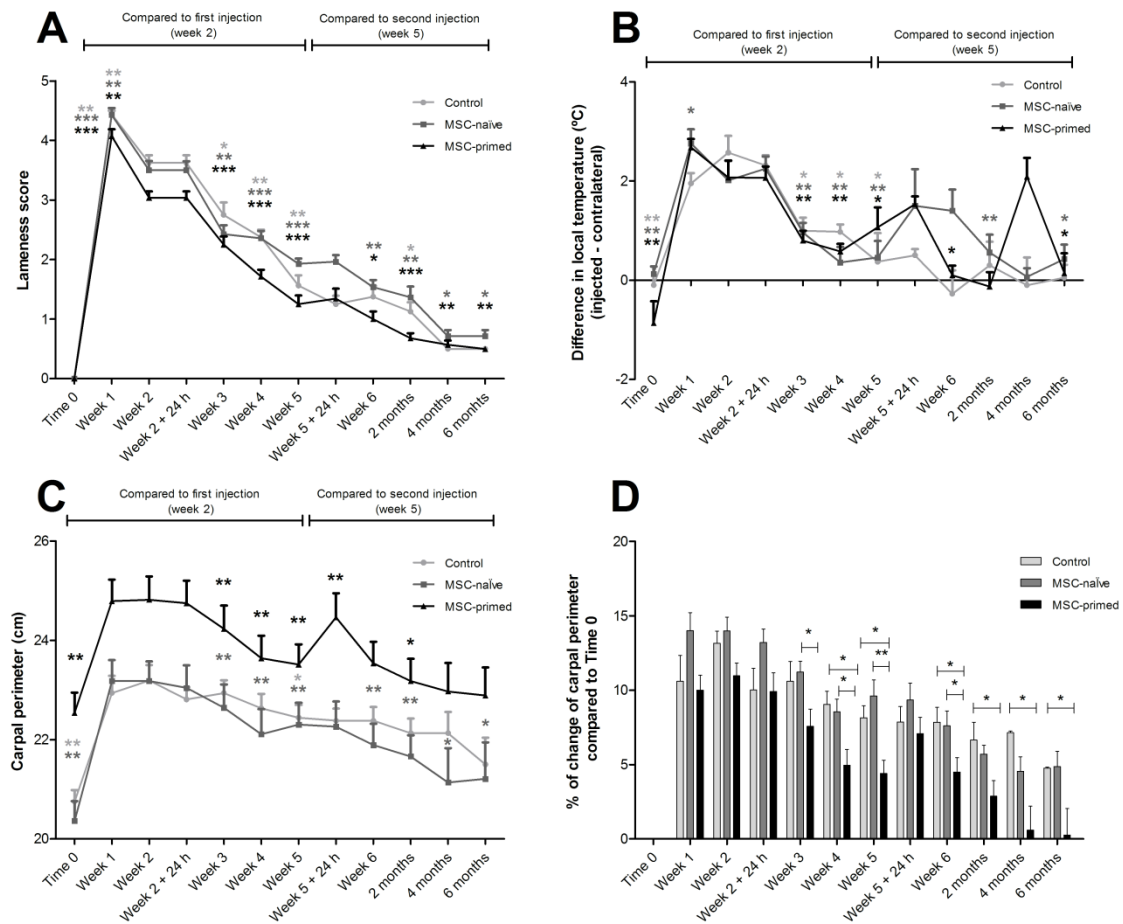 A
Compared to first injection
(week 2)
Compared to second injection
(week 5)
Lameness score
5
4
3
2
1
0
** *** ***
** ** **
* ** ***
** *** ***
** *** ***
** *
* ** ***
* **
* **
Control
MSC-naïve
MSC-primed
Time 0
Week 1
Week 2
Week 2 + 24 h
Week 3
Week 4
Week 5
Week 5 + 24 h
Week 6
2 months
4 months
6 months
B
Compared to first injection
(week 2)
Compared to second injection
(week 5)
Difference in local temperature (ºC)
(injected - contralateral)
4
2
0
-2
** ** **
*
* ** **
* ** **
* ** *
*
**
* *
Control
MSC-naïve
MSC-primed
Time 0
Week 1
Week 2
Week 2 + 24 h
Week 3
Week 4
Week 5
Week 5 + 24 h
Week 6
2 months
4 months
6 months
C
Compared to first injection
(week 2)
Compared to second injection
(week 5)
Carpal perimeter (cm)
26
24
22
20
** ** **
** **
** **
** * **
**
**
* **
*
*
Control
MSC-naÏve
MSC-primed
Time 0
Week 1
Week 2
Week 2 + 24 h
Week 3
Week 4
Week 5
Week 5 + 24 h
Week 6
2 months
4 months
6 months
D
% of change of carpal perimeter
compared to Time 0
20
15
10
5
0
*
* *
* **
* *
*
*
*
Control
MSC-naÏve
MSC-primed
Time 0
Week 1
Week 2
Week 2 + 24 h
Week 3
Week 4
Week 5
Week 5 + 24 h
Week 6
2 months
4 months
6 months